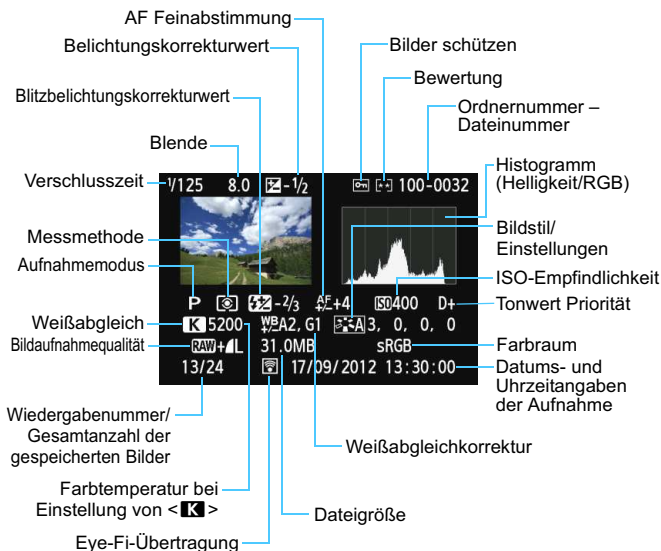 AF Feinabstimmung
Belichtungskorrekturwert
Bilder schützen
Blitzbelichtungskorrekturwert
Bewertung
Ordnernummer –
Dateinummer
Blende
Verschlusszeit
1/125 8.0 -1/2 100-0032
Histogramm
(Helligkeit/RGB)
Messmethode
Aufnahmemodus
Bildstil/
Einstellungen
ISO-Empfindlichkeit
P -2/3 AF+4 ISO400 D+
Tonwert Priorität
Weißabgleich
K 5200 WB A2, G1 A 3, 0, 0, 0
Bildaufnahmequalität
RAW+L 31.0MB sRGB
Farbraum
13/24 17/09/2012 13:30:00
Datums- und
Uhrzeitangaben
der Aufnahme
Wiedergabenummer/
Gesamtanzahl der
gespeicherten Bilder
Weißabgleichkorrektur
Farbtemperatur bei
Einstellung von <K>
Dateigröße
Eye-Fi-Übertragung